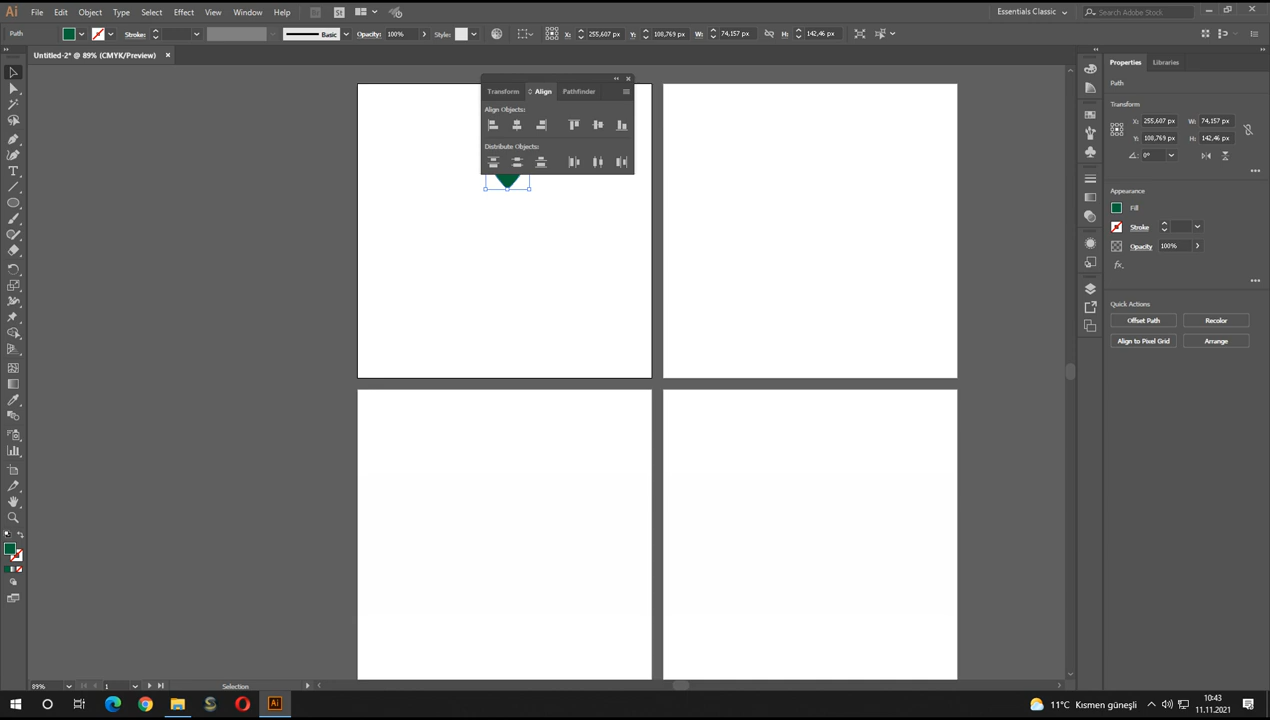 Ai File Edit Object Type Select Effect View Window Help Br St Essentials Classic Search Adobe Stock
Path Stroke: Basic Opacity: 100% Style: X: 255,607 px Y: 108,769 px W: 74,157 px H: 142,46 px
Untitled-2* @ 89% (CMYK/Preview)
Properties Libraries
Path
Transform Align Pathfinder
Align Objects:
Distribute Objects:
Transform
X: 255,607 px W: 74,157 px
Y: 108,769 px H: 142,46 px
0°
Appearance
Fill
Stroke
Opacity 100%
fx
Quick Actions
Offset Path Recolor
Align to Pixel Grid Arrange
89% 1 Selection
Ai 11°C Kısmen güneşli 10:43
11.11.2021